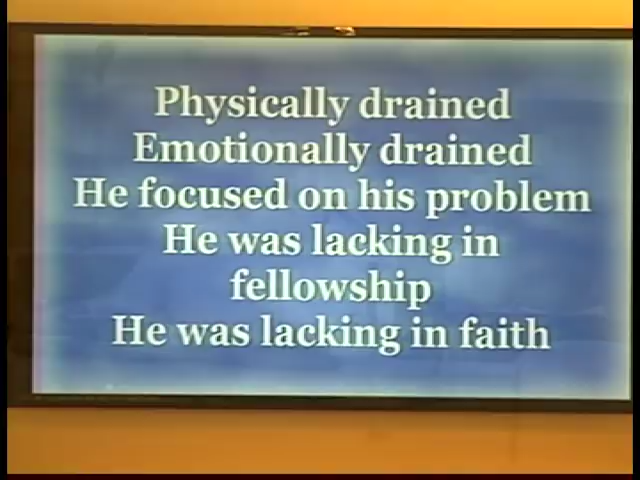 Physically drained
Emotionally drained
He focused on his problem
He was lacking in
fellowship
He was lacking in faith